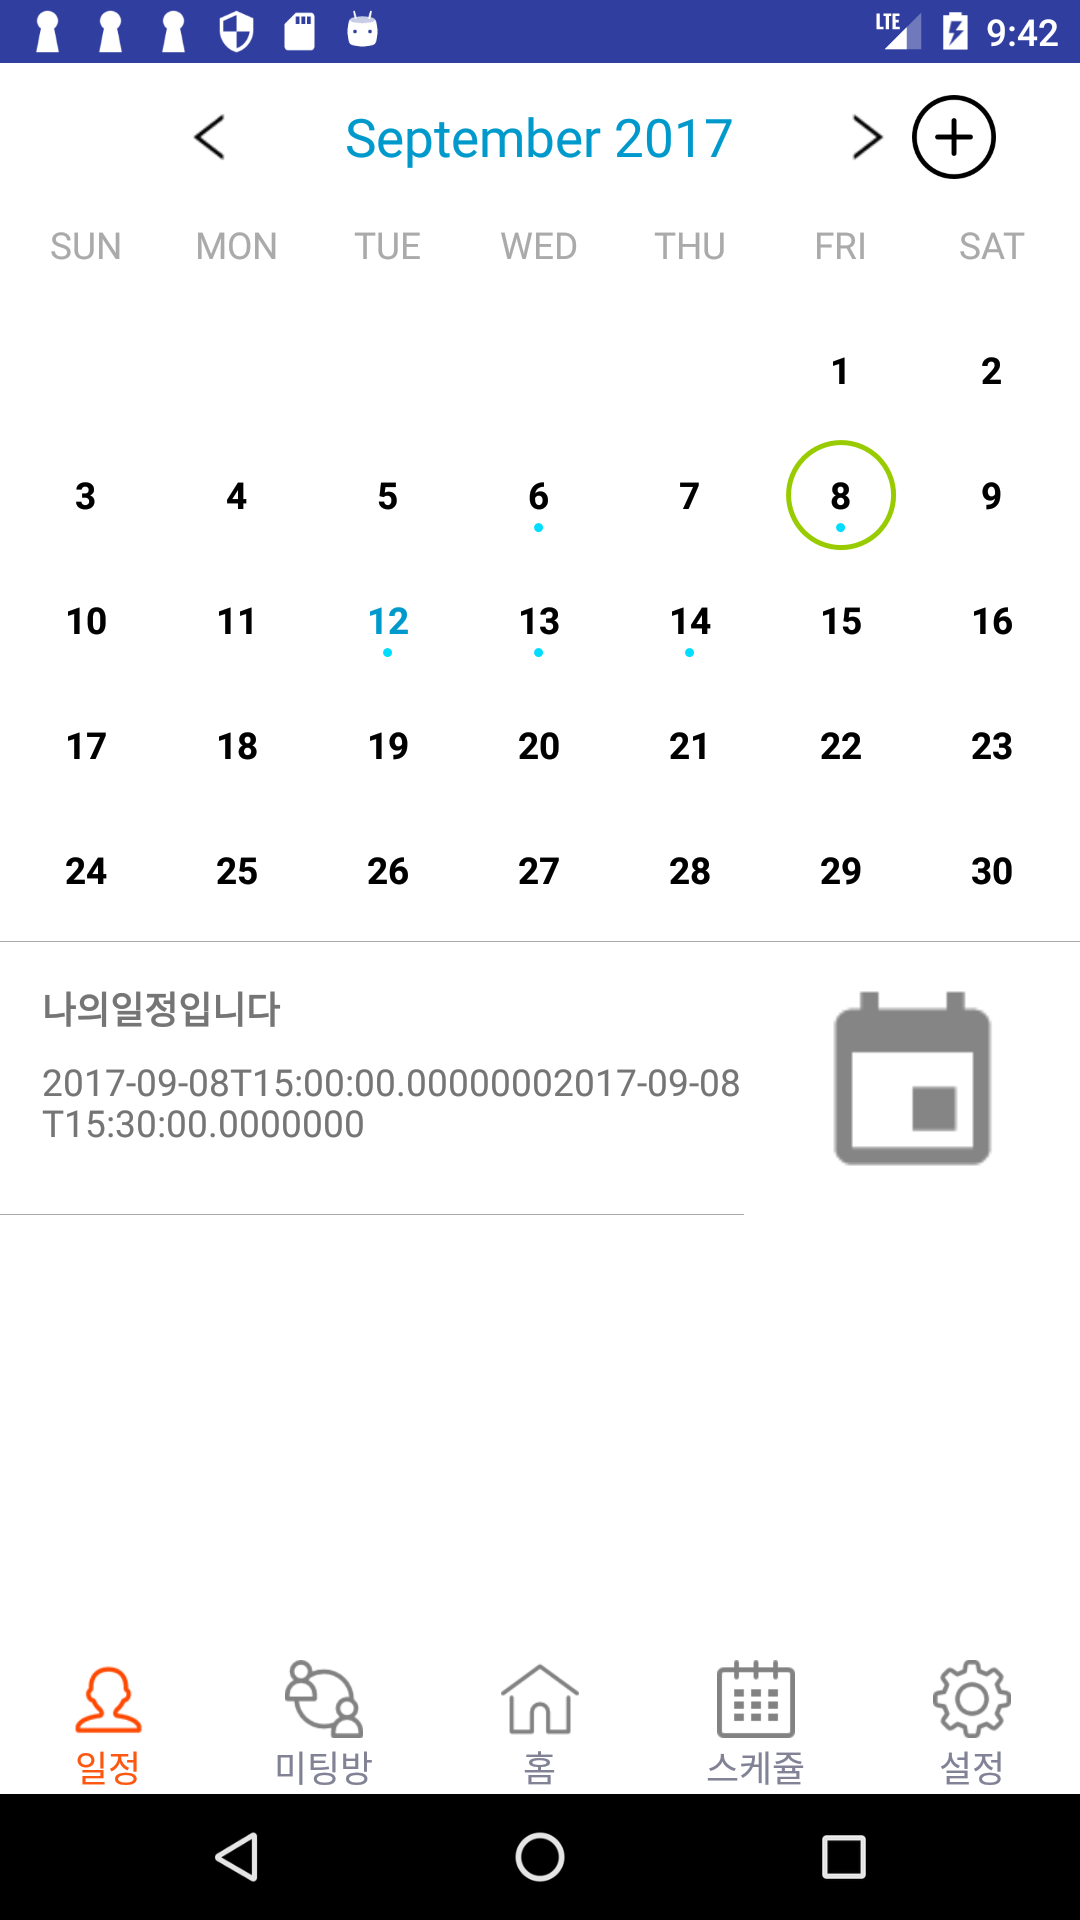 LTE 9:42
September 2017
SUN MON TUE WED THU FRI SAT
1 2
3 4 5 6 7 8 9
10 11 12 13 14 15 16
17 18 19 20 21 22 23
24 25 26 27 28 29 30
나의일정입니다
2017-09-08T15:00:00.00000002017-09-08
T15:30:00.0000000
일정 미팅방 홈 스케쥴 설정